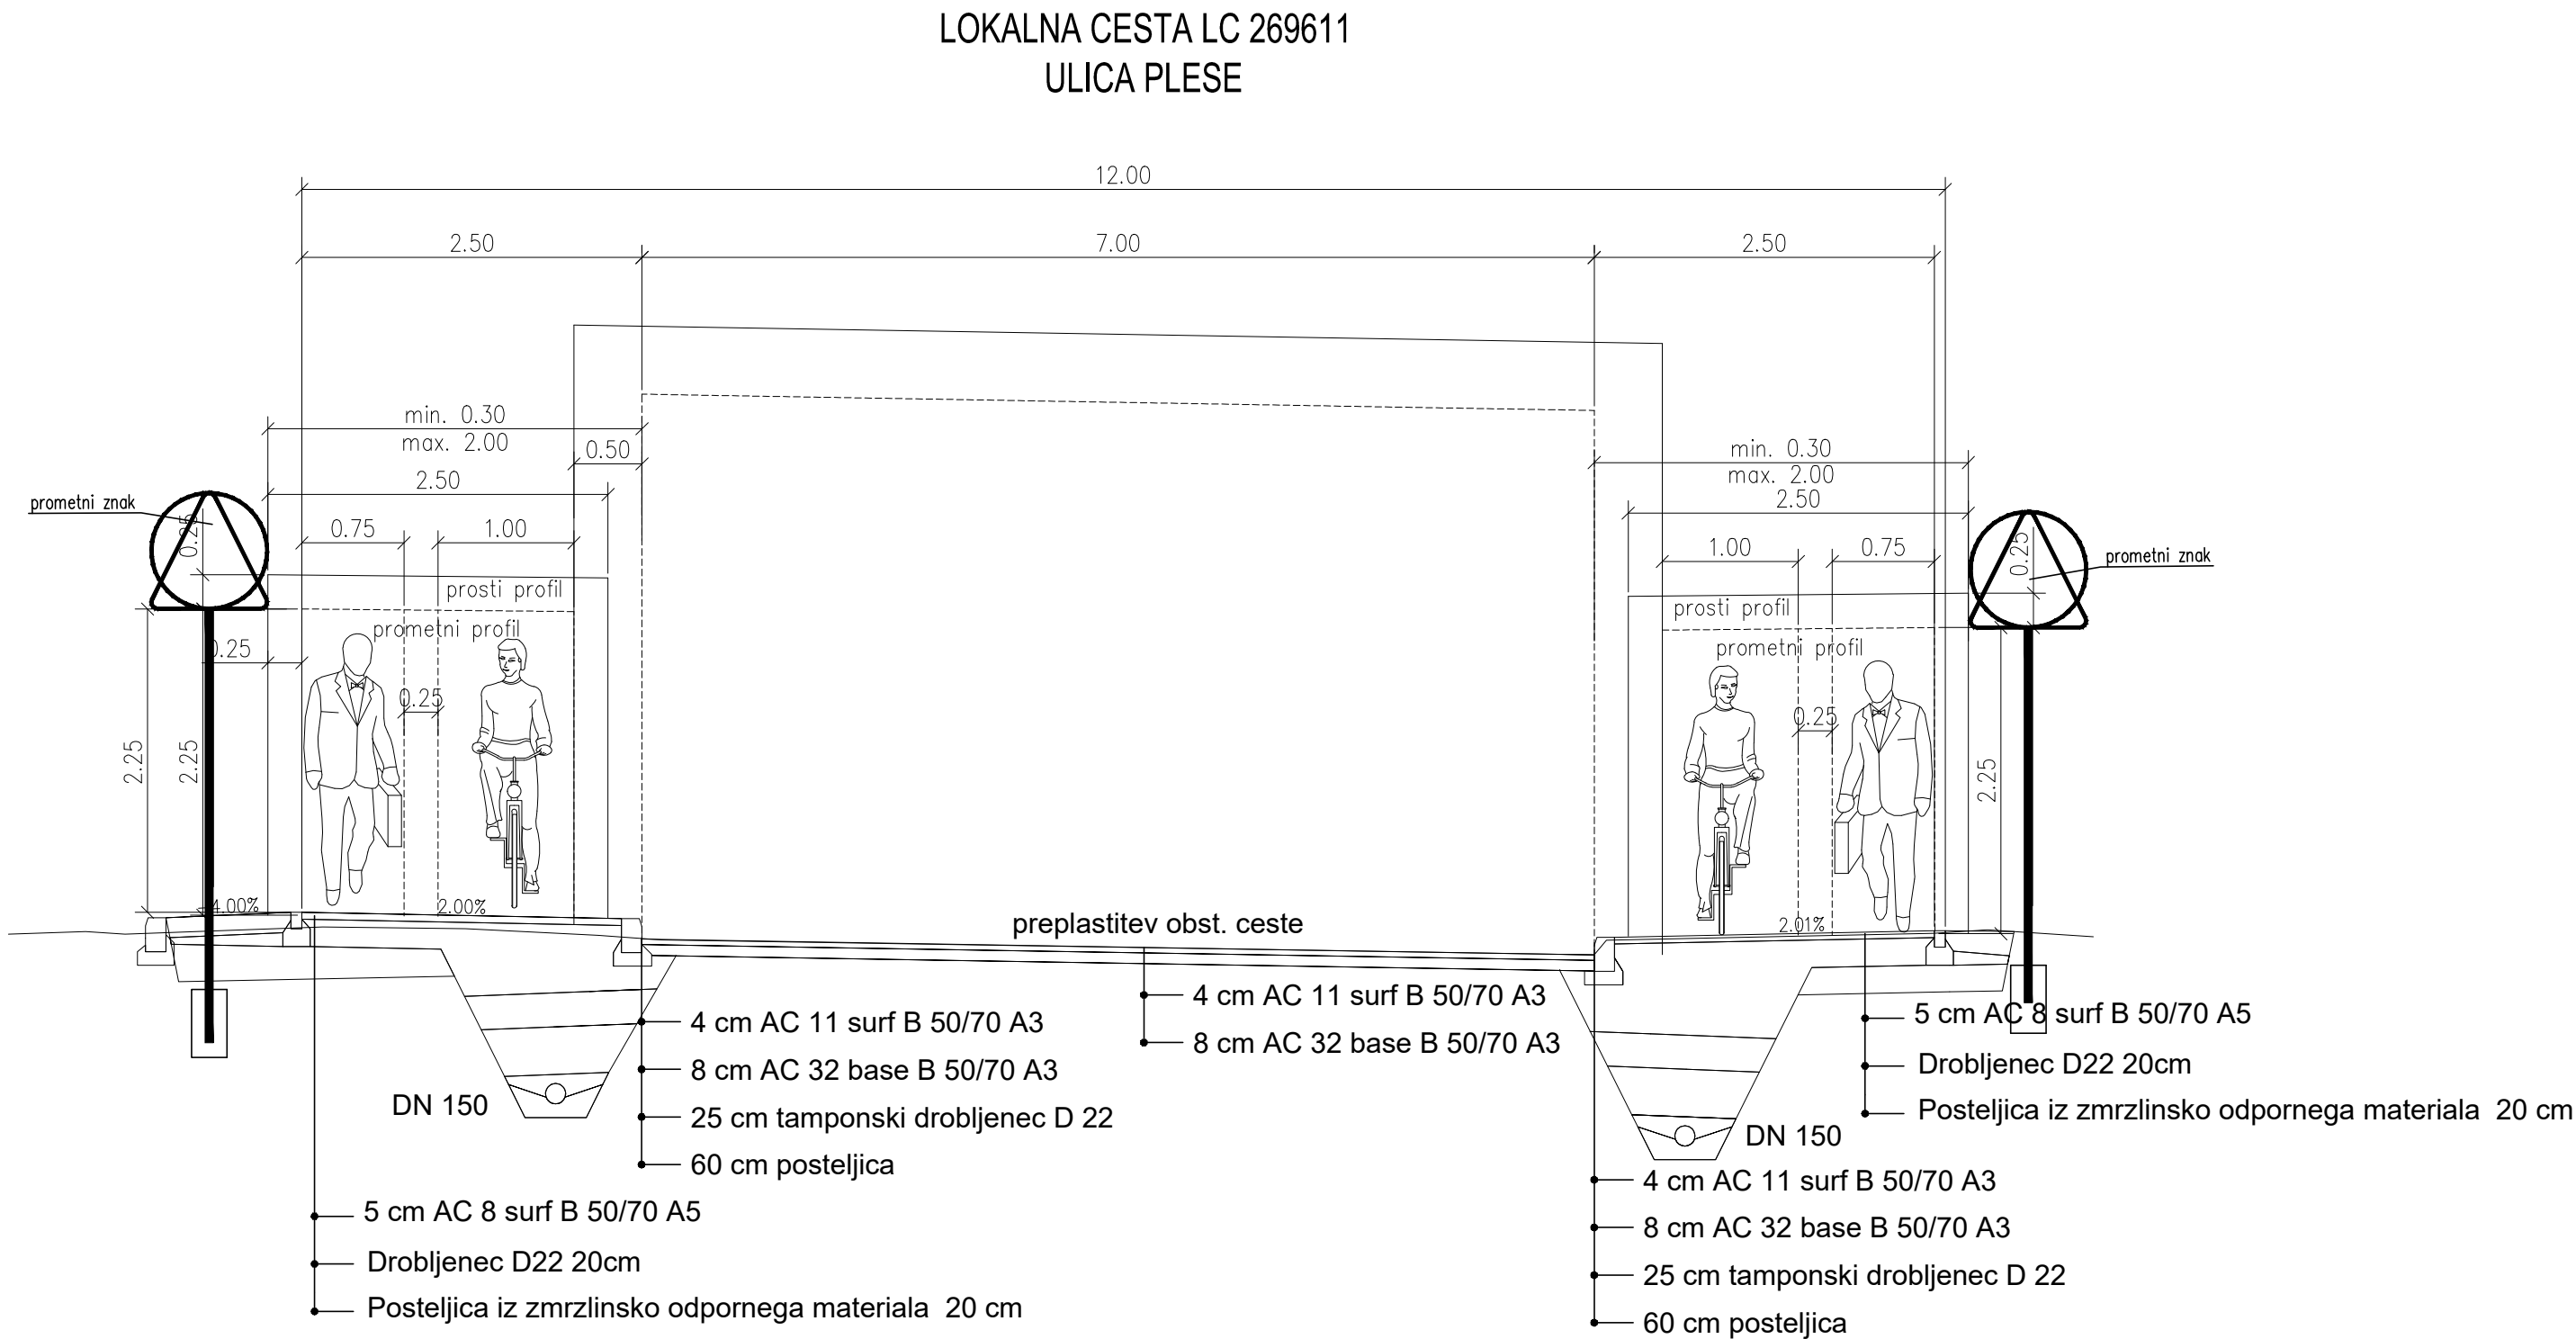 LOKALNA CESTA LC 269611
ULICA PLESE
12.00
2.50
7.00
2.50
min. 0.30
max. 2.00
0.50
2.50
min. 0.30
max. 2.00
2.50
prometni znak
0.25
0.75
1.00
1.00
0.75
0.25
prometni znak
prosti profil
prometni profil
prosti profil
prometni profil
0.25
0.25
0.25
2.25
2.25
2.25
4.00%
2.00%
2.01%
preplastitev obst. ceste
4 cm AC 11 surf B 50/70 A3
8 cm AC 32 base B 50/70 A3
4 cm AC 11 surf B 50/70 A3
8 cm AC 32 base B 50/70 A3
25 cm tamponski drobljenec D 22
60 cm posteljica
DN 150
5 cm AC 8 surf B 50/70 A5
Drobljenec D22 20cm
Posteljica iz zmrzlinsko odpornega materiala 20 cm
DN 150
5 cm AC 8 surf B 50/70 A5
Drobljenec D22 20cm
Posteljica iz zmrzlinsko odpornega materiala 20 cm
4 cm AC 11 surf B 50/70 A3
8 cm AC 32 base B 50/70 A3
25 cm tamponski drobljenec D 22
60 cm posteljica